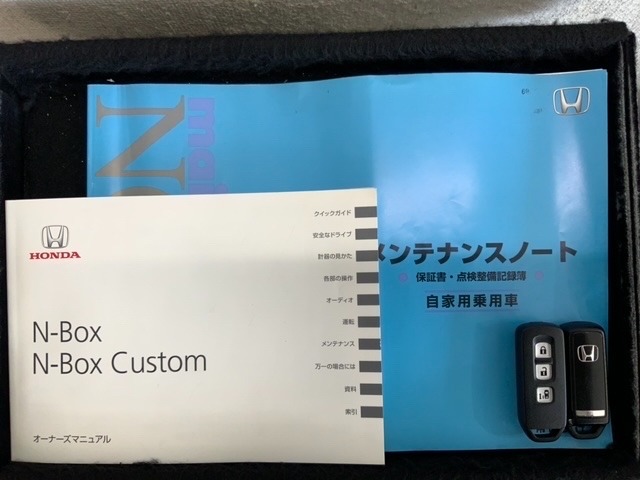 HONDA
N-Box
N-Box Custom
オーナーズマニュアル
クイックガイド
安全なドライブ
計器の見かた
各部の操作
オーディオ
運転
メンテナンス
万一の場合には
資料
索引
メンテナンスノート
保証書・点検整備記録簿
自家用乗用車